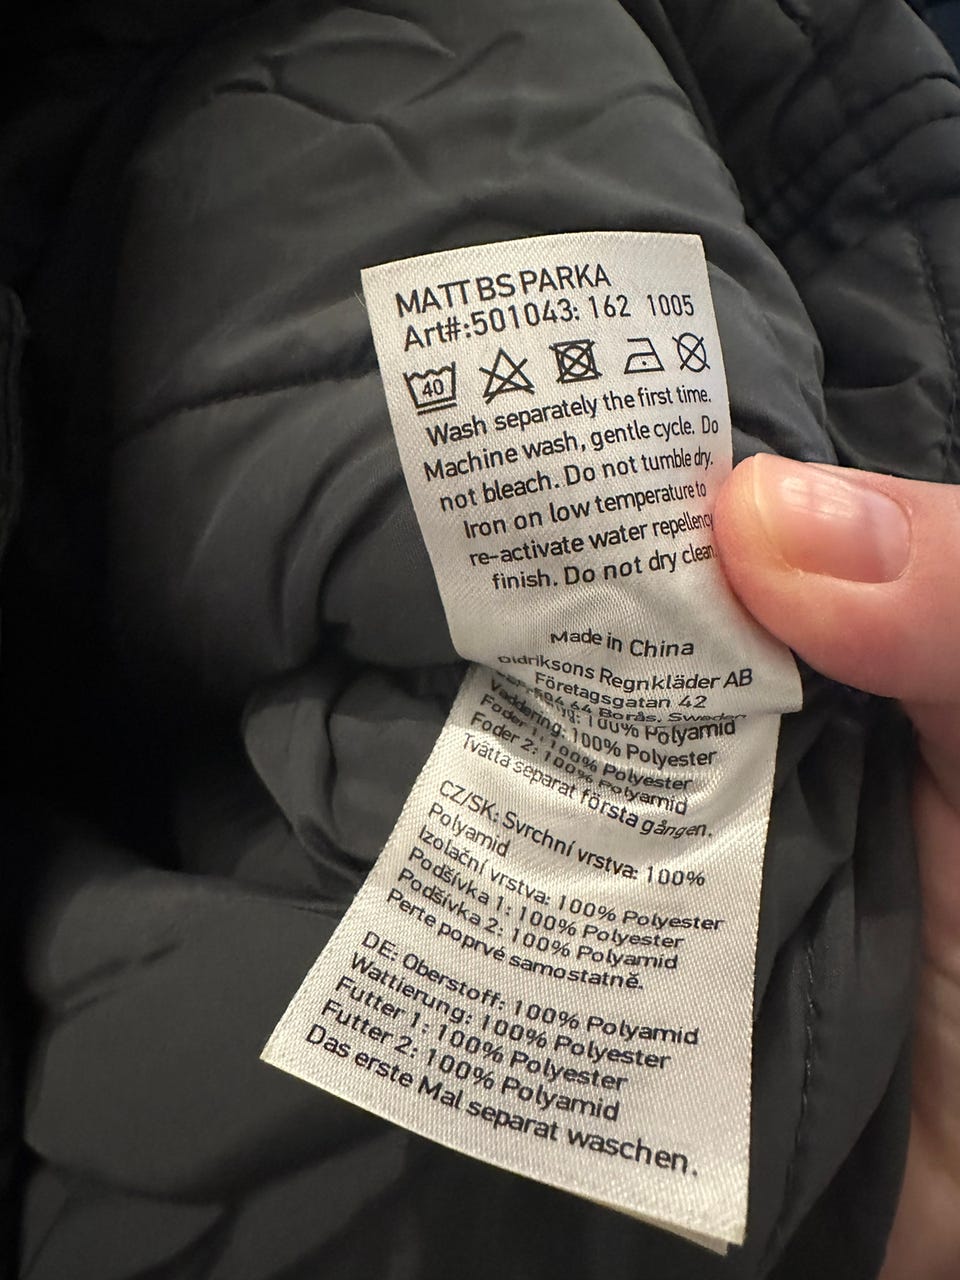 MATT BS PARKA
Art#:501043: 162 1005
40
Wash separately the first time.
Machine wash, gentle cycle. Do
not bleach. Do not tumble dry.
Iron on low temperature to
re-activate water repellency
finish. Do not dry clean.
Made in China
Didriksons Regnkläder AB
Företagsgatan 42
504 64 Borås, Sweden
100% Polyamid
Vaddering: 100% Polyester
Foder 1: 100% Polyester
Foder 2: 100% Polyamid
Tvätta separat första gången.
CZ/SK: Svrchní vrstva: 100%
Polyamid
Izolační vrstva: 100% Polyester
Podšívka 1: 100% Polyester
Podšívka 2: 100% Polyamid
Perte poprvé samostatně.
DE: Oberstoff: 100% Polyamid
Wattierung: 100% Polyester
Futter 1: 100% Polyester
Futter 2: 100% Polyamid
Das erste Mal separat waschen.